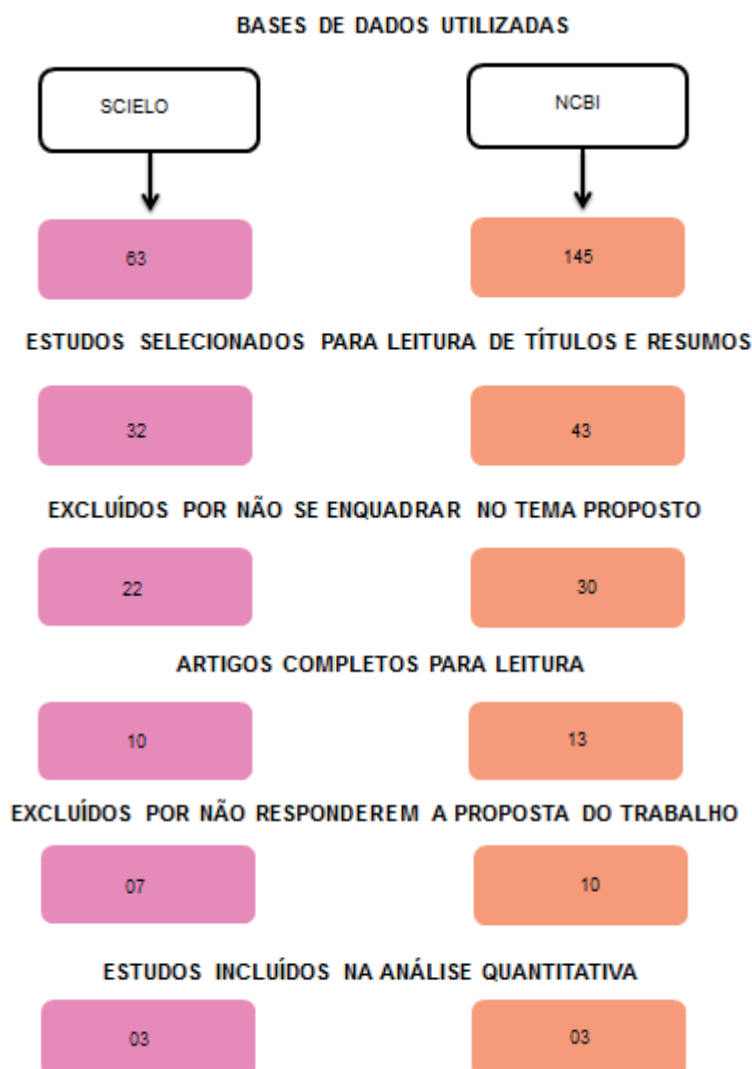 BASES DE DADOS UTILIZADAS
SCIELO NCBI
63 145
ESTUDOS SELECIONADOS PARA LEITURA DE TÍTULOS E RESUMOS
32 43
EXCLUÍDOS POR NÃO SE ENQUADRAR NO TEMA PROPOSTO
22 30
ARTIGOS COMPLETOS PARA LEITURA
10 13
EXCLUÍDOS POR NÃO RESPONDEREM A PROPOSTA DO TRABALHO
07 10
ESTUDOS INCLUÍDOS NA ANÁLISE QUANTITATIVA
03 03